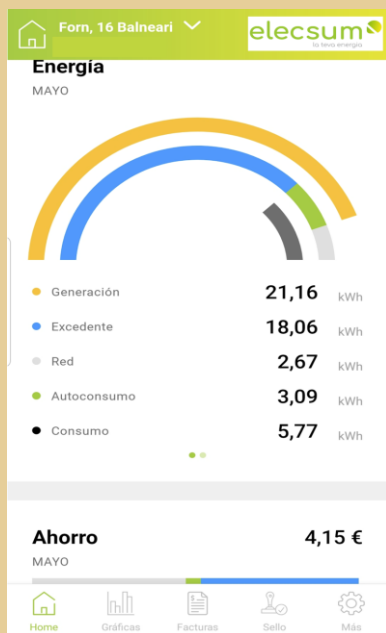 Forn, 16 Balneari
elecsum
la teva energia
Energía
MAYO
Generación 21,16 kWh
Excedente 18,06 kWh
Red 2,67 kWh
Autoconsumo 3,09 kWh
Consumo 5,77 kWh
Ahorro 4,15 €
MAYO
Home Gráficas Facturas Sello Más